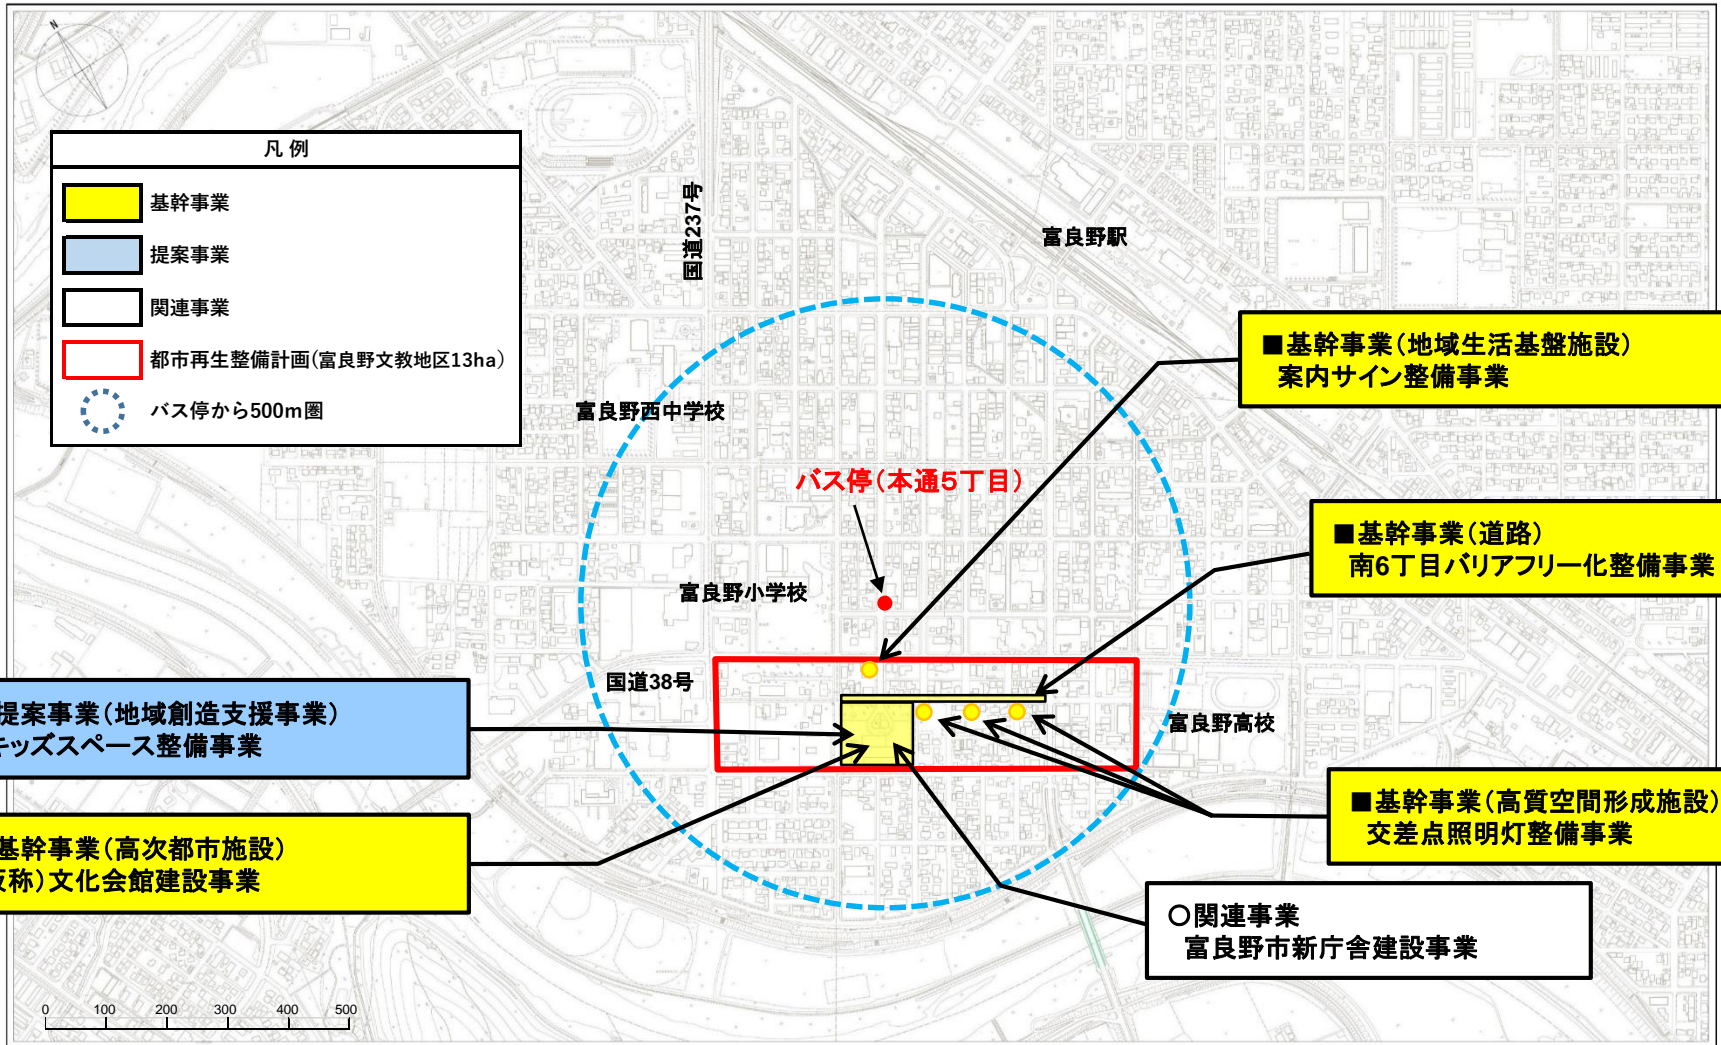 N
凡 例
基幹事業
提案事業
関連事業
都市再生整備計画(富良野文教地区13ha)
バス停から500m圏
国道237号
富良野駅
■基幹事業(地域生活基盤施設)
案内サイン整備事業
富良野西中学校
バス停(本通5丁目)
■基幹事業(道路)
南6丁目バリアフリー化整備事業
富良野小学校
国道38号
提案事業(地域創造支援事業)
キッズスペース整備事業
富良野高校
■基幹事業(高質空間形成施設)
交差点照明灯整備事業
基幹事業(高次都市施設)
仮称)文化会館建設事業
○関連事業
富良野市新庁舎建設事業
0 100 200 300 400 500